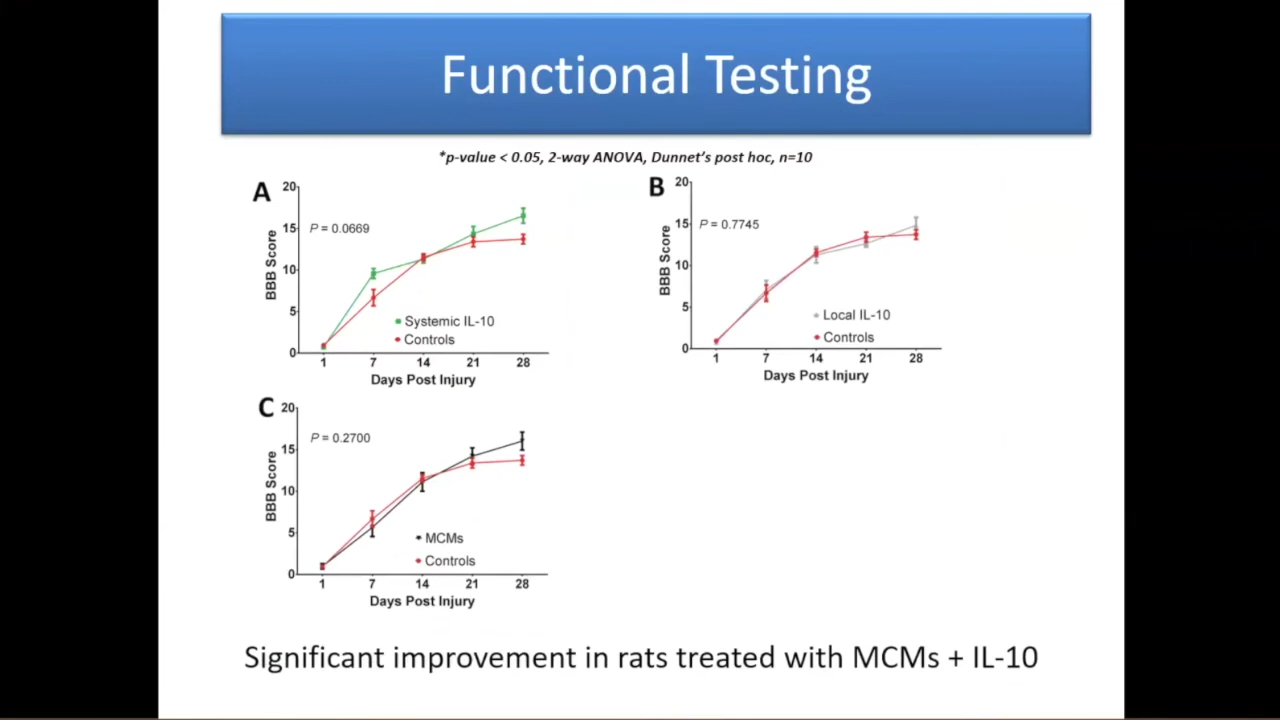 Functional Testing
*p-value < 0.05, 2-way ANOVA, Dunnet's post hoc, n=10
A
20
15
10
5
0
BBB Score
P = 0.0669
Systemic IL-10
Controls
1 7 14 21 28
Days Post Injury
B
20
15
10
5
0
BBB Score
P = 0.7745
Local IL-10
Controls
1 7 14 21 28
Days Post Injury
C
20
15
10
5
0
BBB Score
P = 0.2700
MCMs
Controls
1 7 14 21 28
Days Post Injury
Significant improvement in rats treated with MCMs + IL-10